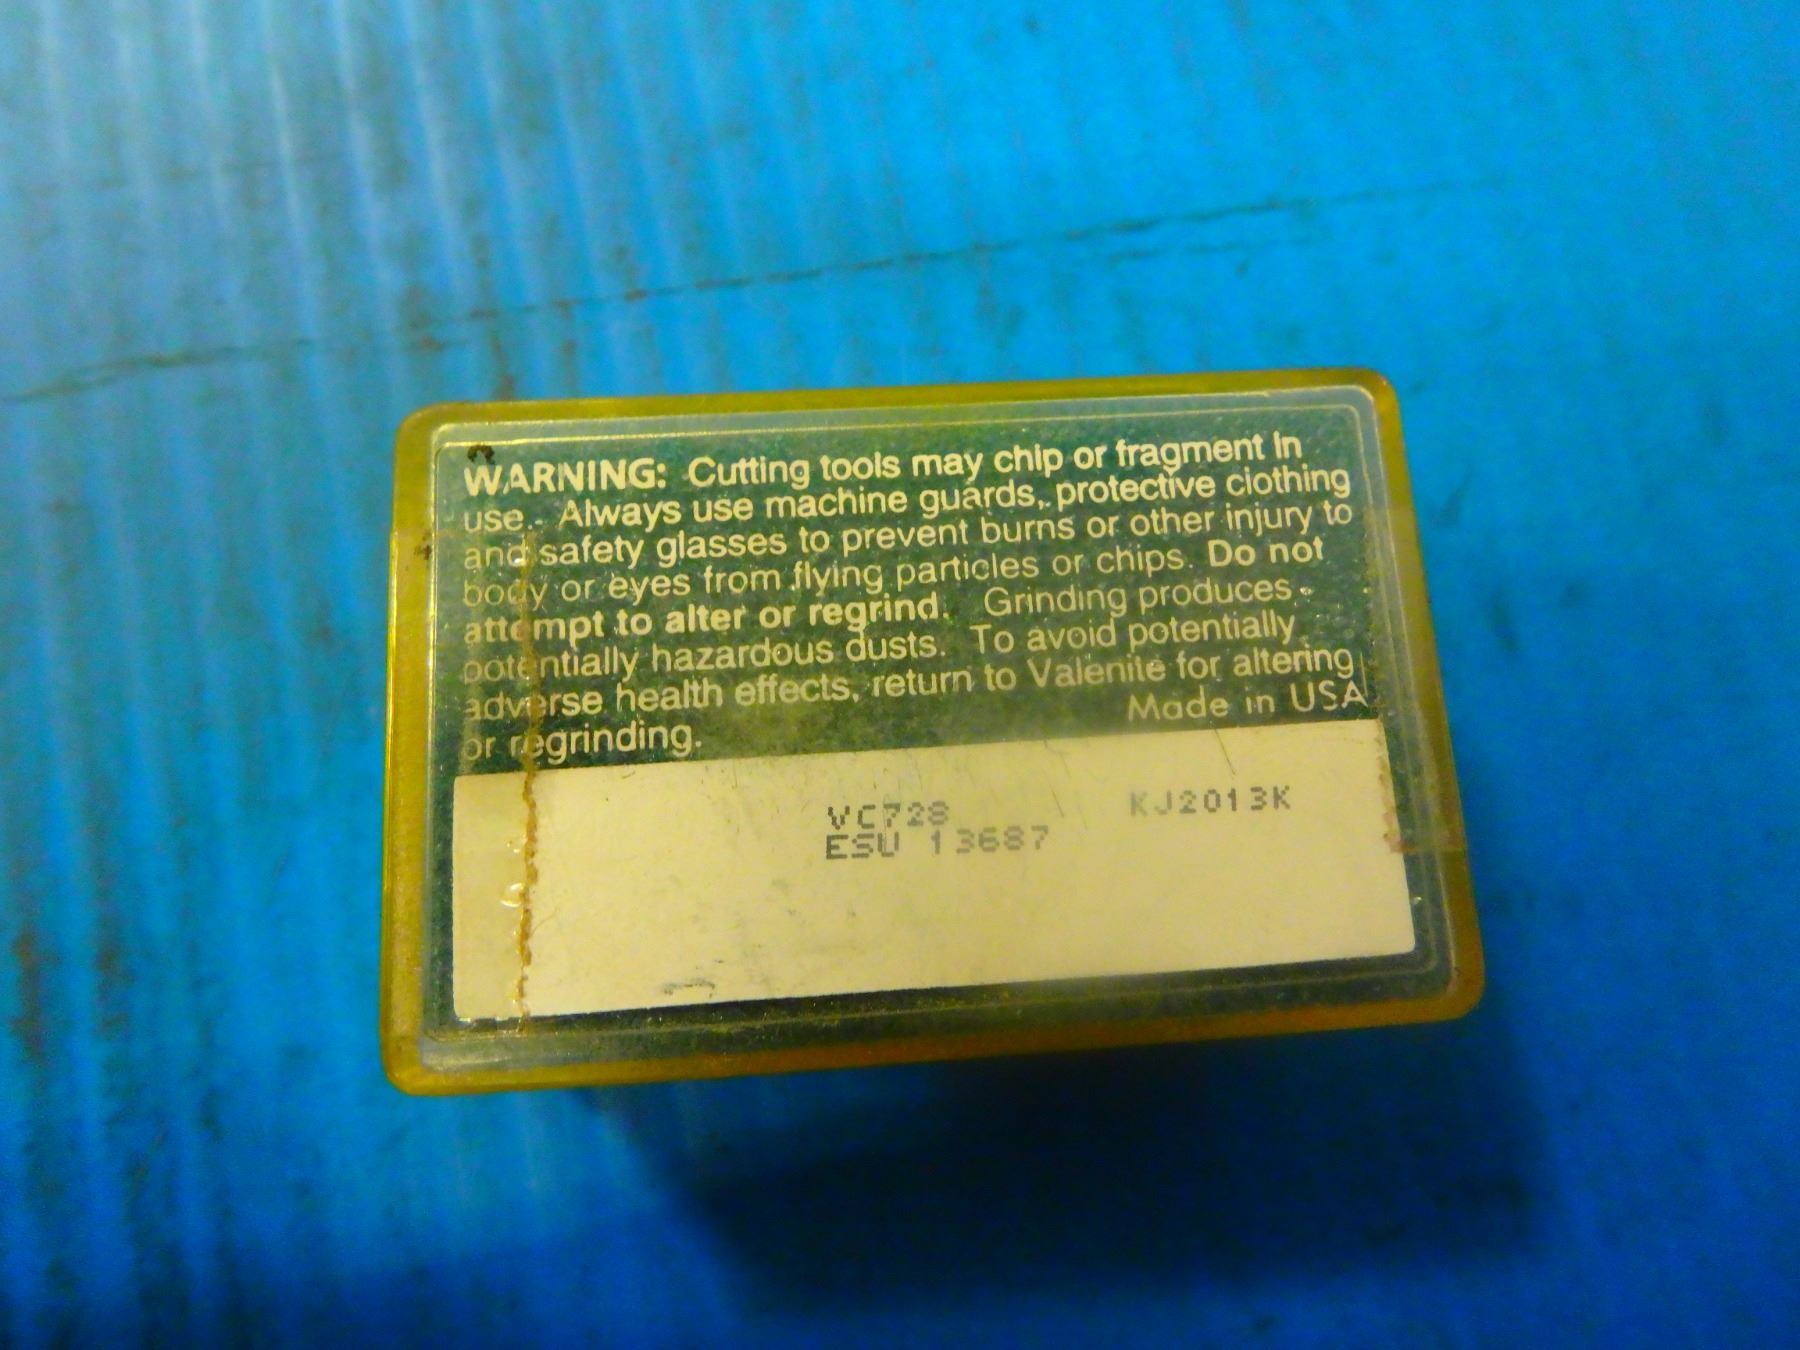 WARNING: Cutting tools may chip or fragment in
use. Always use machine guards, protective clothing
and safety glasses to prevent burns or other injury to
body or eyes from flying particles or chips. Do not
attempt to alter or regrind. Grinding produces
potentially hazardous dusts. To avoid potentially
adverse health effects, return to Valenite for altering
or regrinding.
Made in USA
VC728 KJ2013K
ESU 13687